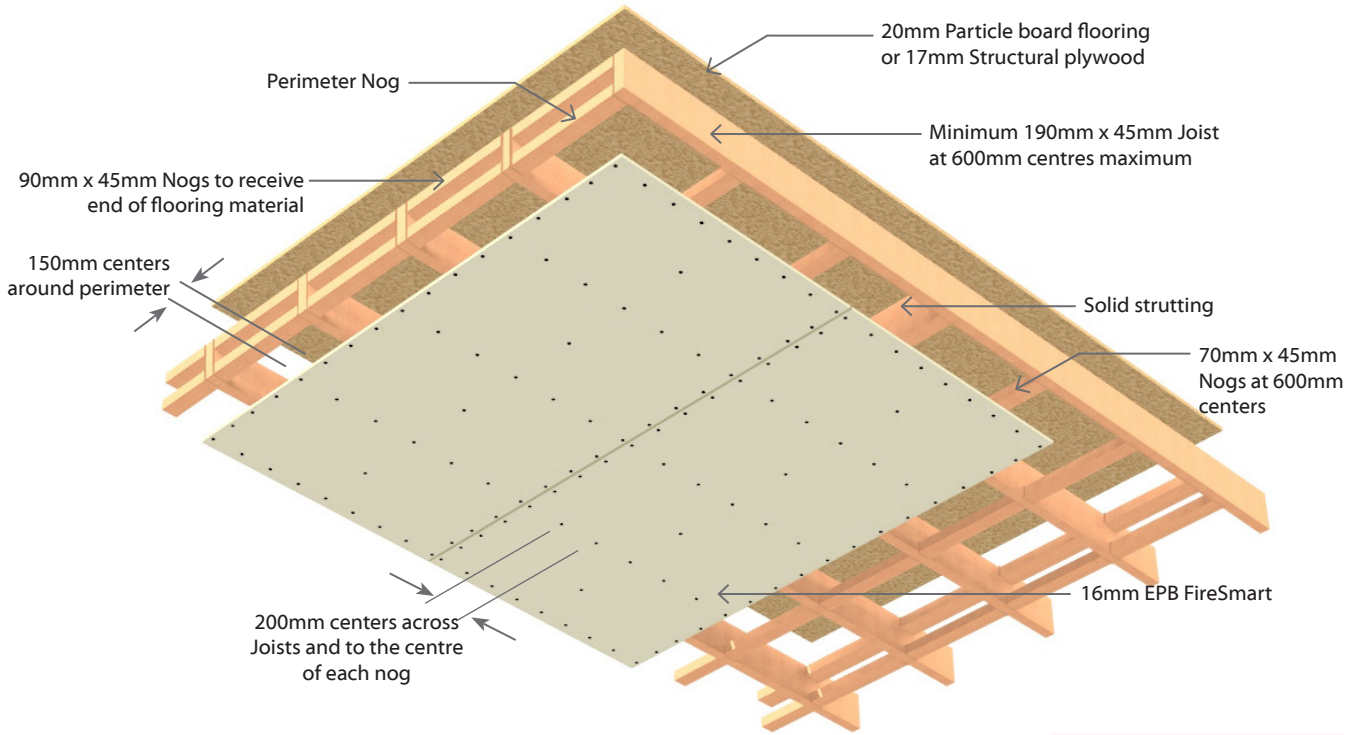 20mm Particle board flooring
or 17mm Structural plywood
Perimeter Nog
Minimum 190mm x 45mm Joist
at 600mm centres maximum
90mm x 45mm Nogs to receive
end of flooring material
150mm centers
around perimeter
Solid strutting
70mm x 45mm
Nogs at 600mm
centers
16mm EPB FireSmart
200mm centers across
Joists and to the centre
of each nog